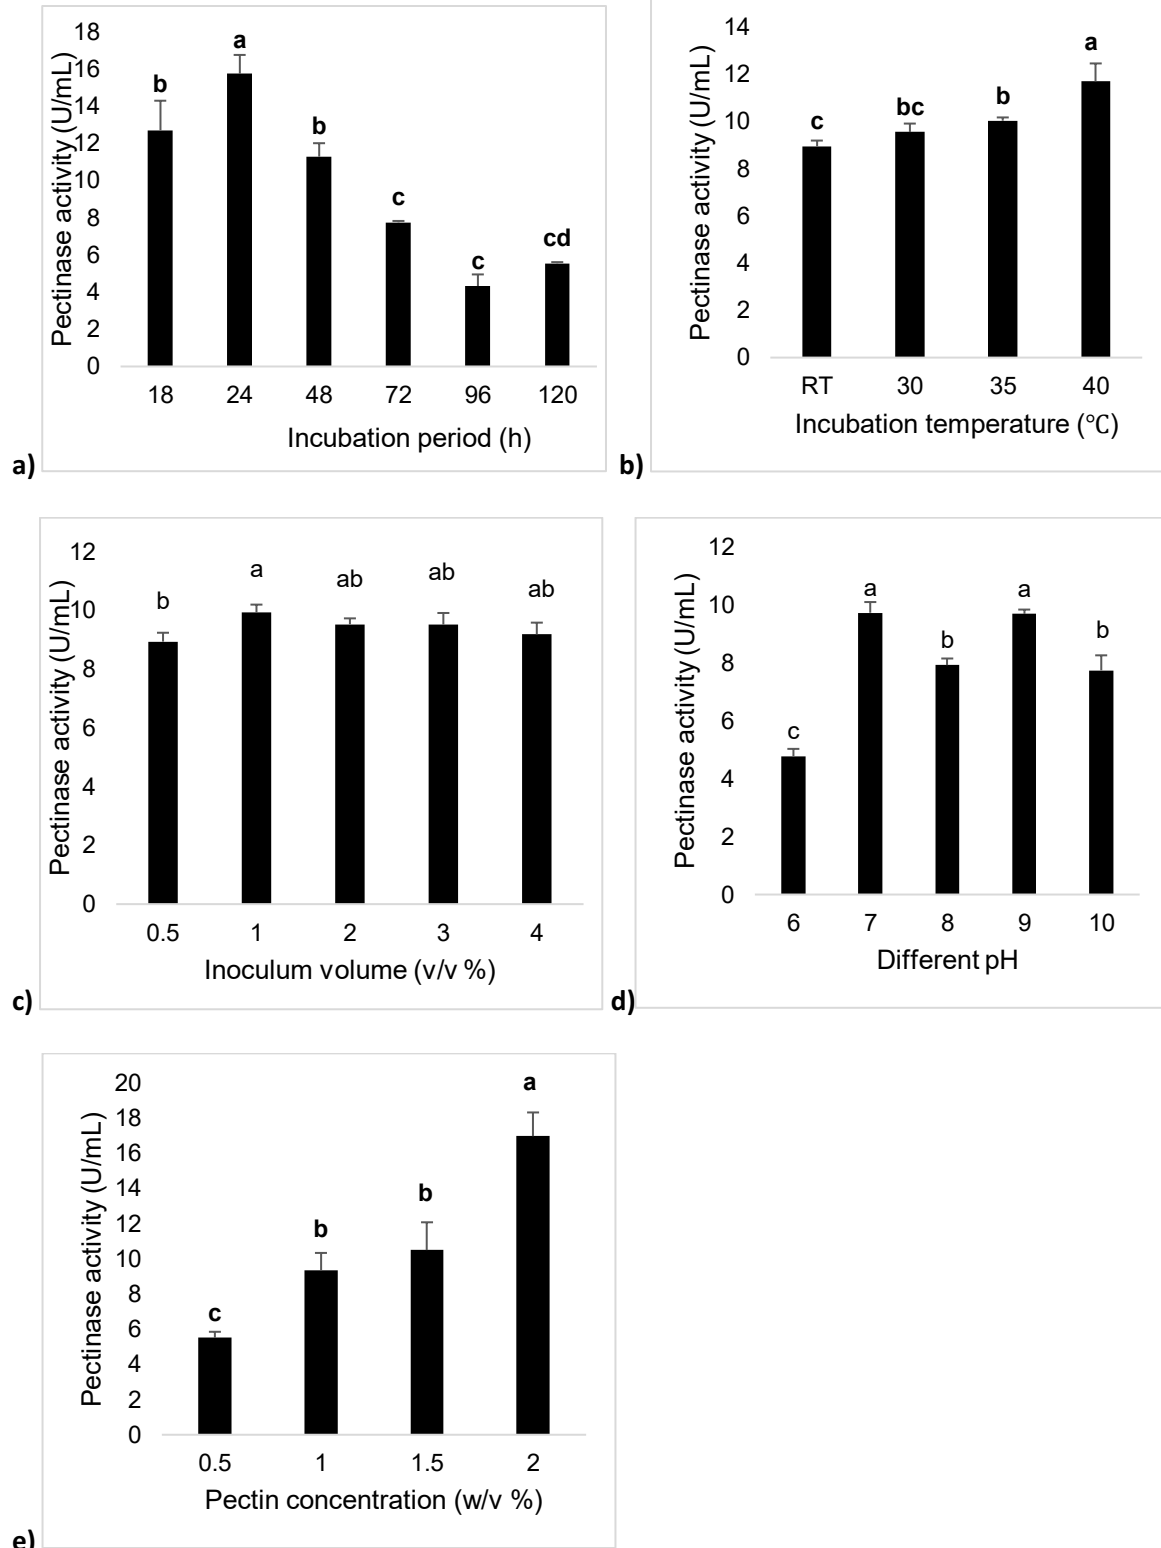 18
16
14
12
10
8
6
4
2
0
Pectinase activity (U/mL)
b
a
b
c
c
cd
18 24 48 72 96 120
Incubation period (h)
a)
14
12
10
8
6
4
2
0
Pectinase activity (U/mL)
c
bc
b
a
RT 30 35 40
Incubation temperature (℃)
b)
12
10
8
6
4
2
0
Pectinase activity (U/mL)
b
a
ab
ab
ab
0.5 1 2 3 4
Inoculum volume (v/v %)
c)
12
10
8
6
4
2
0
Pectinase activity (U/mL)
c
a
b
a
b
6 7 8 9 10
Different pH
d)
20
18
16
14
12
10
8
6
4
2
0
Pectinase activity (U/mL)
c
b
b
a
0.5 1 1.5 2
Pectin concentration (w/v %)
e)